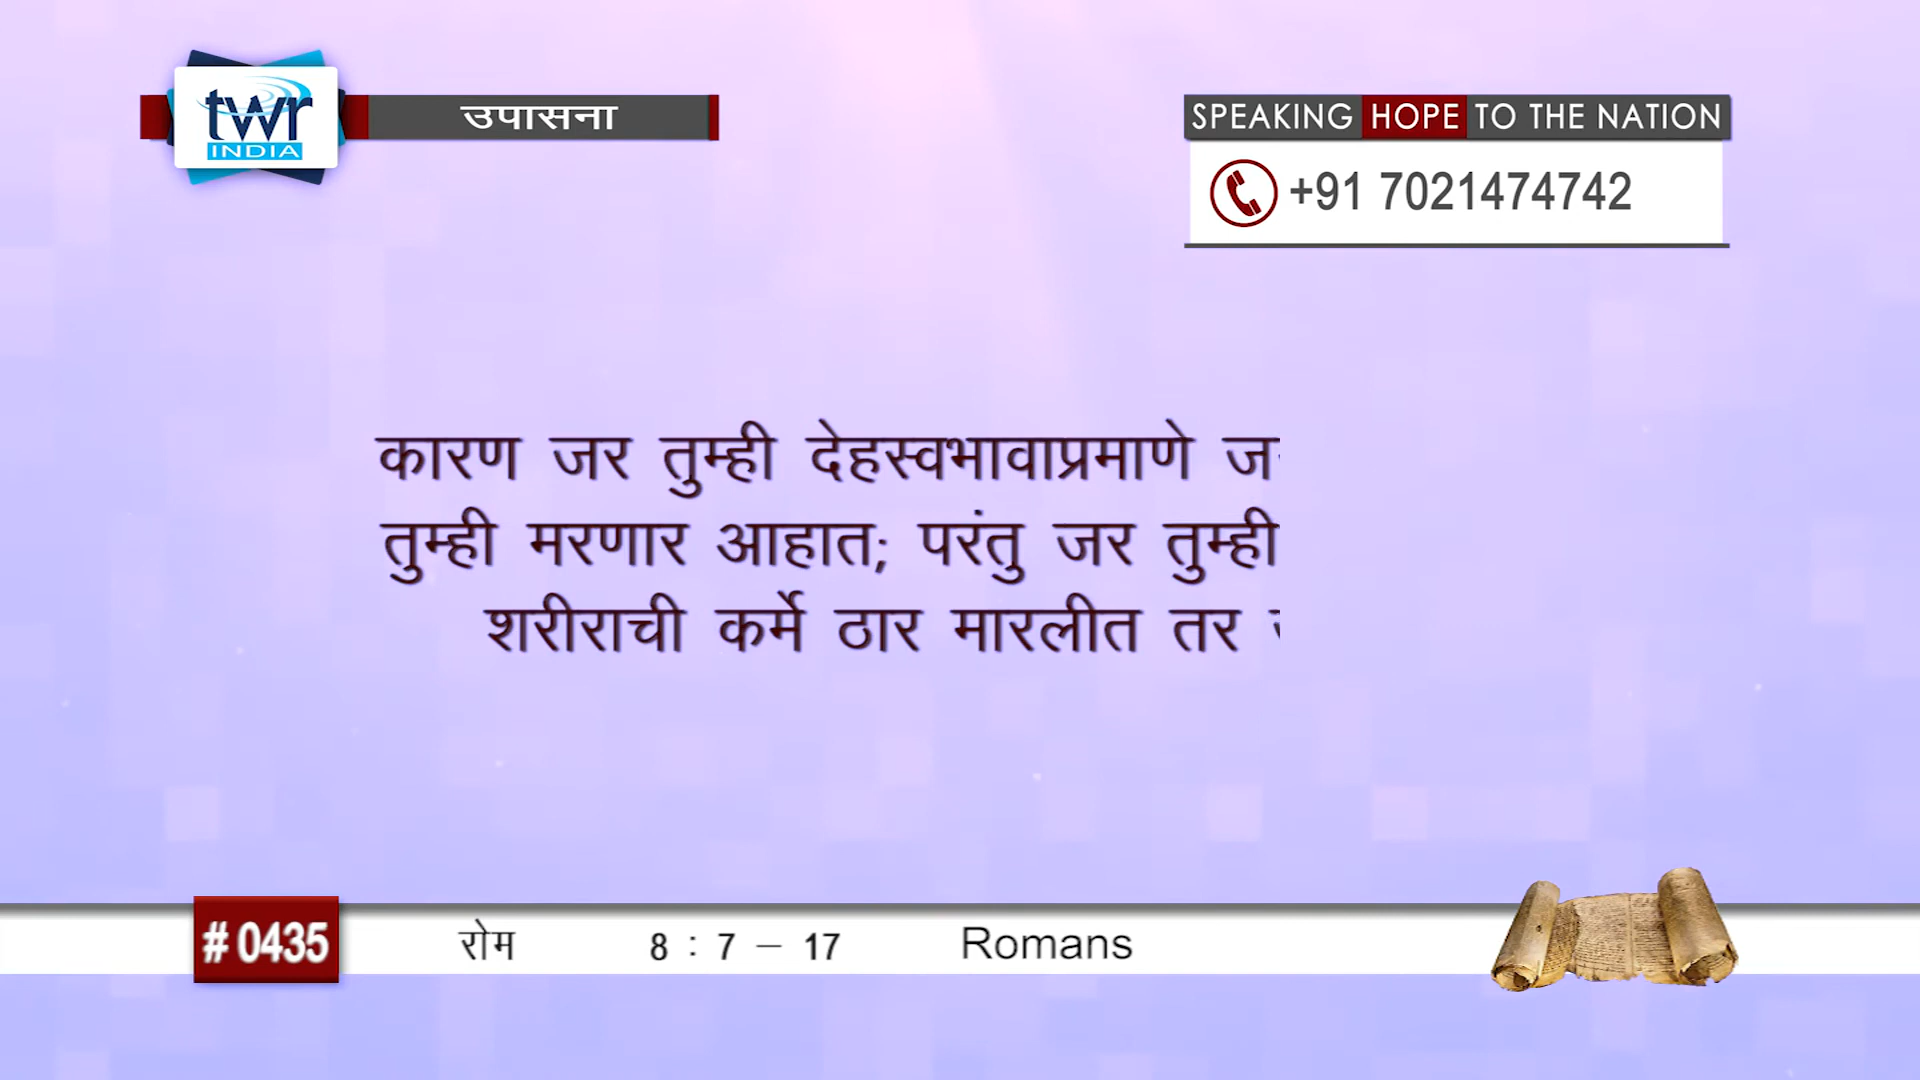 twr
INDIA
उपासना
SPEAKING HOPE TO THE NATION
+91 7021474742
कारण जर तुम्ही देहस्वभावाप्रमाणे
तुम्ही मरणार आहात; परंतु जर तुम्ही
शरीराची कर्मे ठार मारलीत तर
# 0435
रोम 8 : 7 – 17 Romans